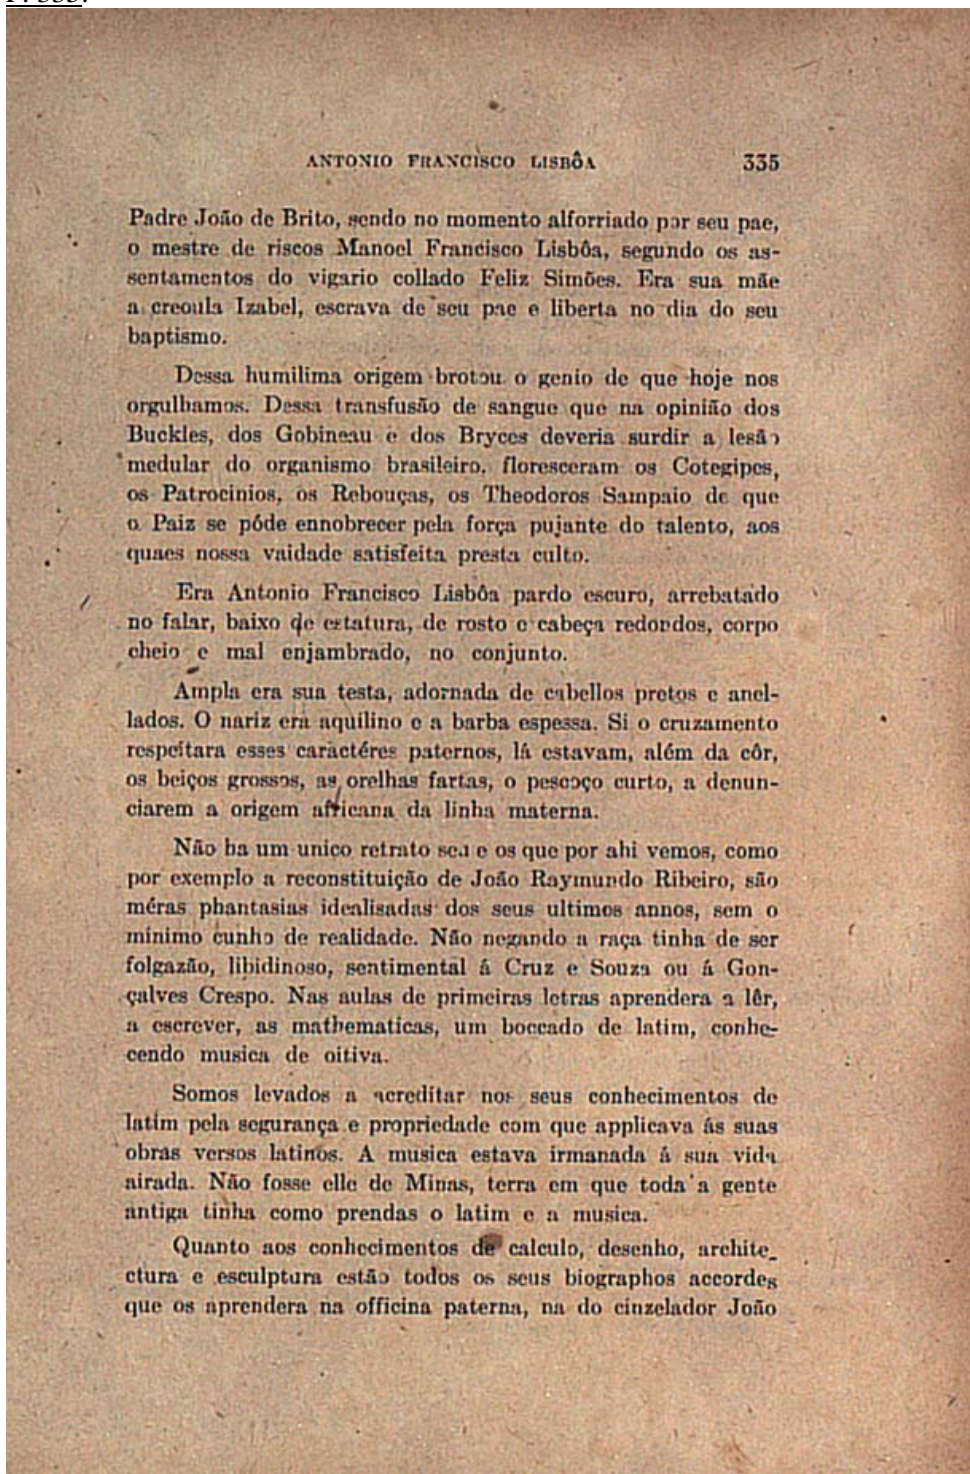 P. 335.
ANTONIO FRANCISCO LISBÔA 335
Padre João de Brito, sendo no momento alforriado por seu pae,
o mestre de riscos Manoel Francisco Lisbôa, segundo os as-
sentamentos do vigario collado Feliz Simões. Era sua mãe
a creoula Izabel, escrava de seu pae e liberta no dia do seu
baptismo.
Dessa humilima origem brotou o genio de que hoje nos
orgulhamos. Dessa transfusão de sangue que na opinião dos
Buckles, dos Gobineau e dos Bryces deveria surdir a lesão
medular do organismo brasileiro, floresceram os Cotegipes,
os Patrocinios, os Rebouças, os Theodoros Sampaio de que
o Paiz se póde ennobrecer pela força pujante do talento, aos
quaes nossa vaidade satisfeita presta culto.
Era Antonio Francisco Lisbôa pardo escuro, arrebatado
no falar, baixo de estatura, de rosto e cabeça redondos, corpo
cheio e mal enjambrado, no conjunto.
Ampla era sua testa, adornada de cabellos pretos e anel-
lados. O nariz era aquilino e a barba espessa. Si o cruzamento
respeitara esses caractéres paternos, lá estavam, além da côr,
os beiços grossos, as orelhas fartas, o pescoço curto, a denun-
ciarem a origem africana da linha materna.
Não ha um unico retrato seu e os que por ahi vemos, como
por exemplo a reconstituição de João Raymundo Ribeiro, são
méras phantasias idealisadas dos seus ultimos annos, sem o
minimo cunho de realidade. Não negando a raça tinha de ser
folgazão, libidinoso, sentimental á Cruz e Souza ou á Gon-
çalves Crespo. Nas aulas de primeiras letras aprendera a lêr,
a escrever, as mathematicas, um boccado de latim, conhe-
cendo musica de oitiva.
Somos levados a acreditar nos seus conhecimentos de
latim pela segurança e propriedade com que applicava ás suas
obras versos latinos. A musica estava irmanada á sua vida
airada. Não fosse elle de Minas, terra em que toda a gente
antiga tinha como prendas o latim e a musica.
Quanto aos conhecimentos de calculo, desenho, archite_
ctura e esculptura estão todos os seus biographos accordes
que os aprendera na officina paterna, na do cinzelador João